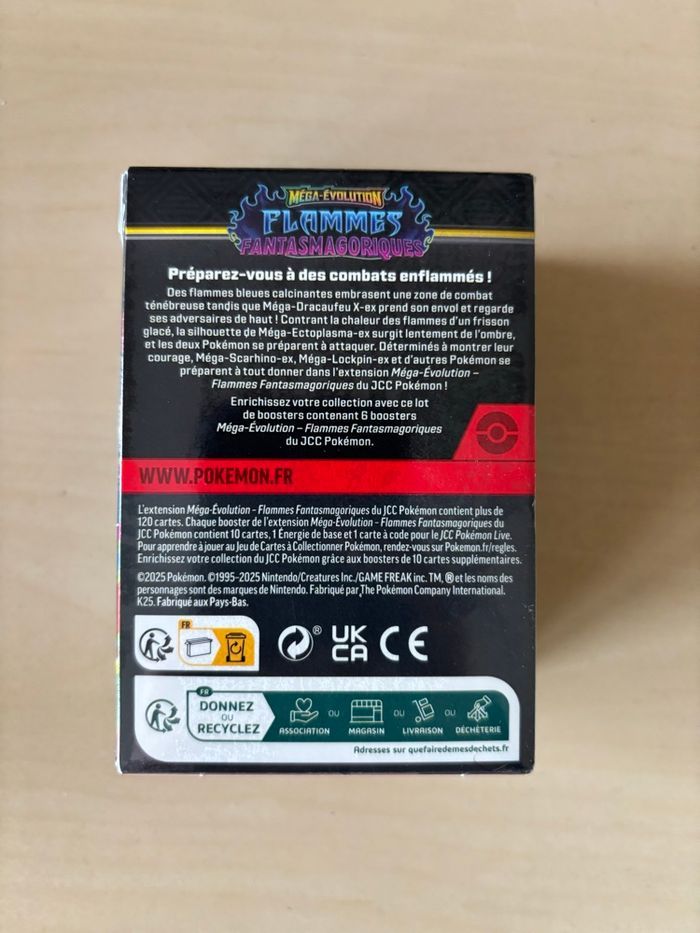 MÉGA-ÉVOLUTION
FLAMMES
FANTASMAGORIQUES
Préparez-vous à des combats enflammés !
Des flammes bleues calcinantes embrasent une zone de combat
ténébreuse tandis que Méga-Dracaufeu X-ex prend son envol et regarde
ses adversaires de haut ! Contrant la chaleur des flammes d'un frisson
glacé, la silhouette de Méga-Ectoplasma-ex surgit lentement de l'ombre,
et les deux Pokémon se préparent à attaquer. Déterminés à montrer leur
courage, Méga-Scarhino-ex, Méga-Lockpin-ex et d'autres Pokémon se
préparent à tout donner dans l'extension Méga-Évolution –
Flammes Fantasmagoriques du JCC Pokémon !
Enrichissez votre collection avec ce lot
de boosters contenant 6 boosters
Méga-Évolution – Flammes Fantasmagoriques
du JCC Pokémon.
WWW.POKEMON.FR
L'extension Méga-Évolution – Flammes Fantasmagoriques du JCC Pokémon contient plus de
120 cartes. Chaque booster de l'extension Méga-Évolution – Flammes Fantasmagoriques du
JCC Pokémon contient 10 cartes, 1 Énergie de base et 1 carte à code pour le JCC Pokémon Live.
Pour apprendre à jouer au Jeu de Cartes à Collectionner Pokémon, rendez-vous sur Pokemon.fr/regles.
Enrichissez votre collection du JCC Pokémon grâce aux boosters de 10 cartes supplémentaires.
©2025 Pokémon. ©1995-2025 Nintendo/Creatures Inc./GAME FREAK inc. TM, ® et les noms des
personnages sont des marques de Nintendo. Fabriqué par The Pokémon Company International.
K25. Fabriqué aux Pays-Bas.
FR
® UK CA CE
FR
DONNEZ
OU
RECYCLEZ
ASSOCIATION OU MAGASIN OU LIVRAISON OU DÉCHÈTERIE
Adresses sur quefairedemesdechets.fr